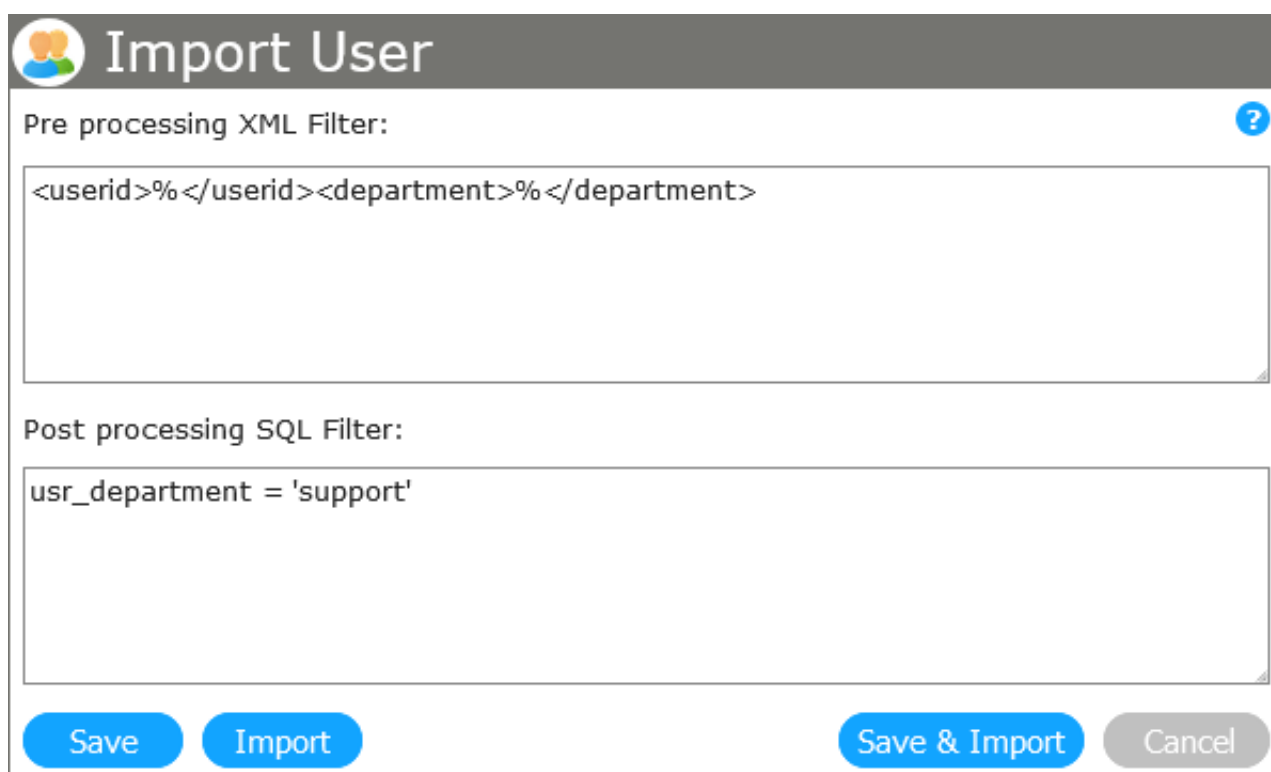 Import User
Pre processing XML Filter:
?
<userid>%</userid><department>%</department>
Post processing SQL Filter:
usr_department = 'support'
Save Import Save & Import Cancel